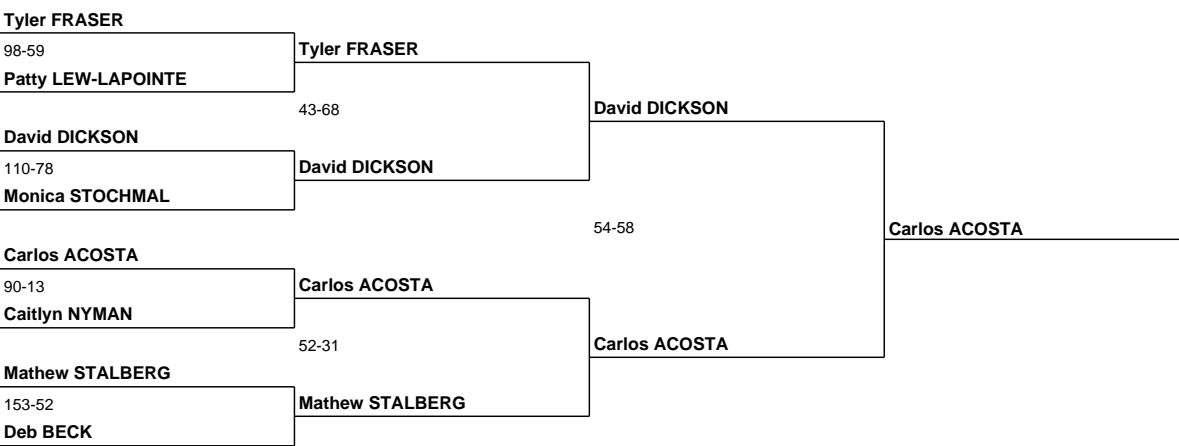 Tyler FRASER
98-59
Tyler FRASER
Patty LEW-LAPOINTE
43-68
David DICKSON
David DICKSON
110-78
David DICKSON
Monica STOCHMAL
54-58
Carlos ACOSTA
Carlos ACOSTA
90-13
Carlos ACOSTA
Caitlyn NYMAN
52-31
Carlos ACOSTA
Mathew STALBERG
153-52
Mathew STALBERG
Deb BECK